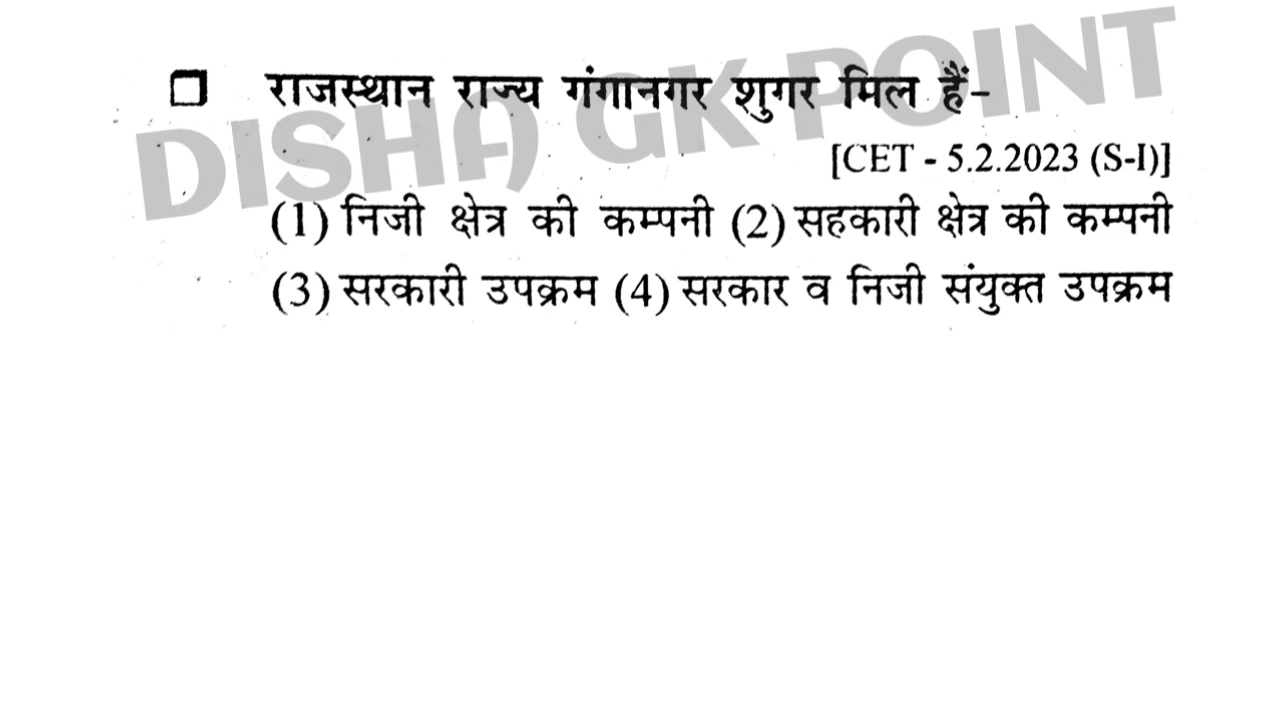 राजस्थान राज्य गंगानगर शुगर मिल हैं-
[CET - 5.2.2023 (S-I)]
(1) निजी क्षेत्र की कम्पनी (2) सहकारी क्षेत्र की कम्पनी
(3) सरकारी उपक्रम (4) सरकार व निजी संयुक्त उपक्रम
DISHA GK POINT